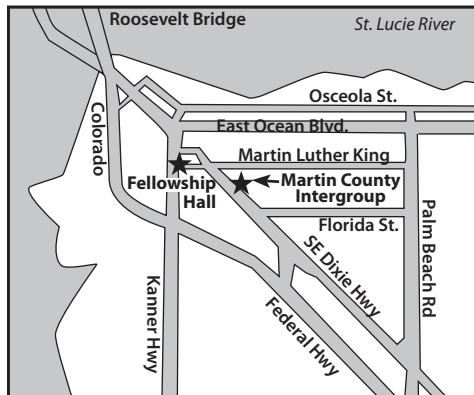 Roosevelt Bridge
St. Lucie River
Osceola St.
East Ocean Blvd.
Colorado
Martin Luther King
Fellowship
Hall
Martin County
Intergroup
Florida St.
SE Dixie Hwy
Palm Beach Rd
Kanner Hwy
Federal Hwy